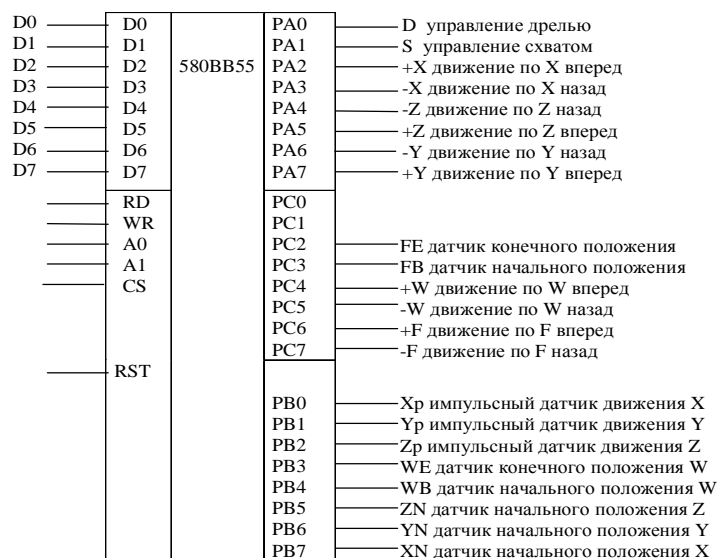 D0 D0 PA0 D управление дрелью
D1 D1 PA1 S управление схватом
D2 D2 580ВВ55 PA2 +X движение по X вперед
D3 D3 PA3 -X движение по X назад
D4 D4 PA4 -Z движение по Z назад
D5 D5 PA5 +Z движение по Z вперед
D6 D6 PA6 -Y движение по Y назад
D7 D7 PA7 +Y движение по Y вперед
RD PC0
WR PC1
A0 PC2 FE датчик конечного положения
A1 PC3 FB датчик начального положения
CS PC4 +W движение по W вперед
PC5 -W движение по W назад
PC6 +F движение по F вперед
PC7 -F движение по F назад
RST
PB0 Xp импульсный датчик движения X
PB1 Yp импульсный датчик движения Y
PB2 Zp импульсный датчик движения Z
PB3 WE датчик конечного положения W
PB4 WB датчик начального положения W
PB5 ZN датчик начального положения Z
PB6 YN датчик начального положения Y
PB7 XN датчик начального положения X